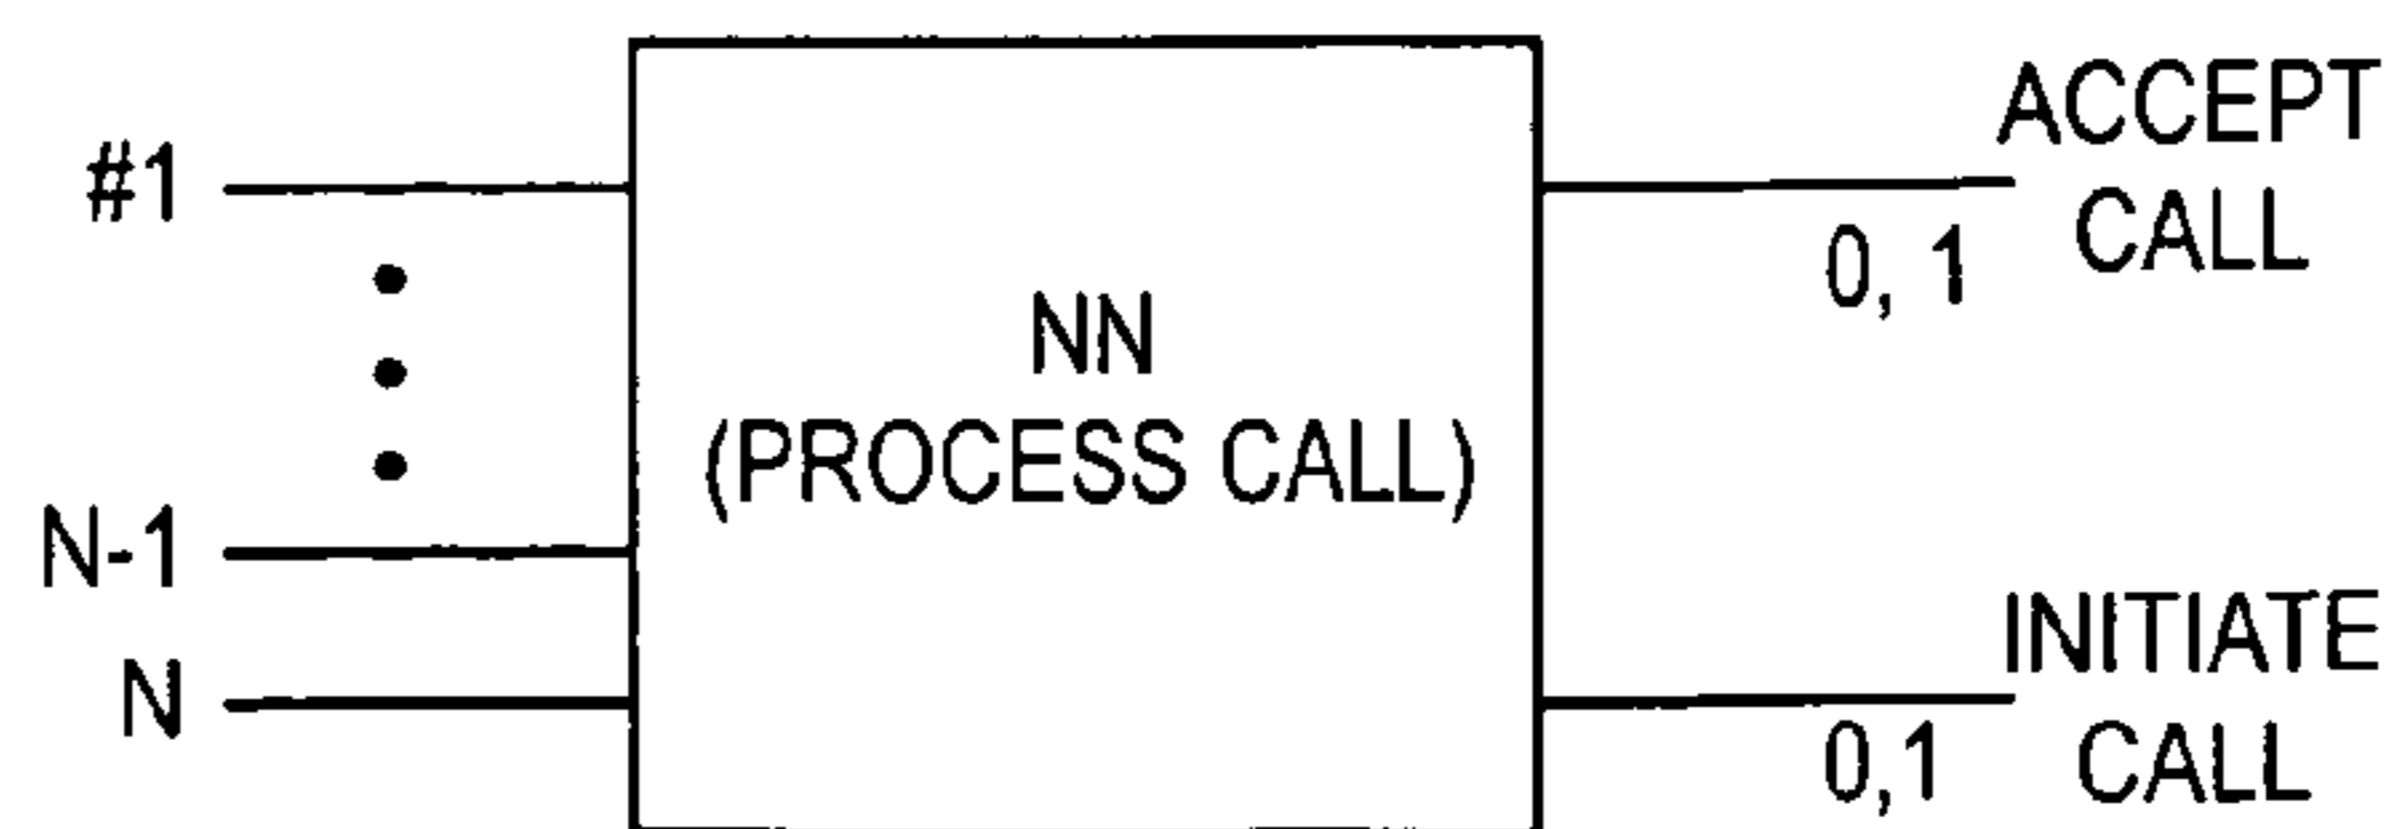 #1
N-1
N
NN
(PROCESS CALL)
ACCEPT
CALL
0, 1
INITIATE
CALL
0,1